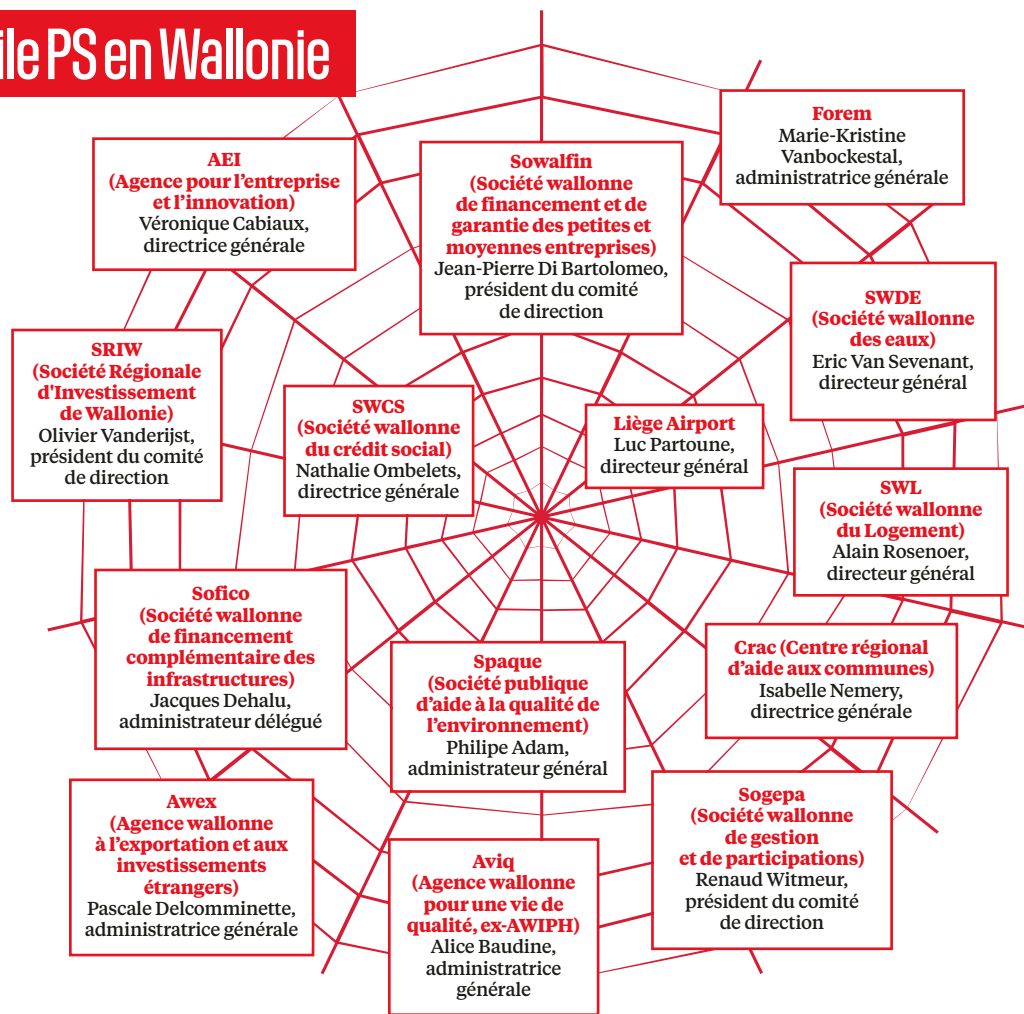 ile PS en Wallonie
Forem
Marie-Kristine
Vanbockestal,
administratrice générale
AEI
(Agence pour l'entreprise
et l'innovation)
Véronique Cabiaux,
directrice générale
Sowalfin
(Société wallonne
de financement et de
garantie des petites et
moyennes entreprises)
Jean-Pierre Di Bartolomeo,
président du comité
de direction
SWDE
(Société wallonne
des eaux)
Eric Van Sevenant,
directeur général
SRIW
(Société Régionale
d'Investissement
de Wallonie)
Olivier Vanderijst,
président du comité
de direction
SWCS
(Société wallonne
du crédit social)
Nathalie Ombelets,
directrice générale
Liège Airport
Luc Partoune,
directeur général
SWL
(Société wallonne
du Logement)
Alain Rosenoer,
directeur général
Sofico
(Société wallonne
de financement
complémentaire des
infrastructures)
Jacques Dehalu,
administrateur délégué
Spaque
(Société publique
d'aide à la qualité de
l'environnement)
Philipe Adam,
administrateur général
Crac (Centre régional
d'aide aux communes)
Isabelle Nemery,
directrice générale
Awex
(Agence wallonne
à l'exportation et aux
investissements
étrangers)
Pascale Delcomminette,
administratrice générale
Aviq
(Agence wallonne
pour une vie de
qualité, ex-AWIPH)
Alice Baudine,
administratrice
générale
Sogepa
(Société wallonne
de gestion
et de participations)
Renaud Witmeur,
président du comité
de direction